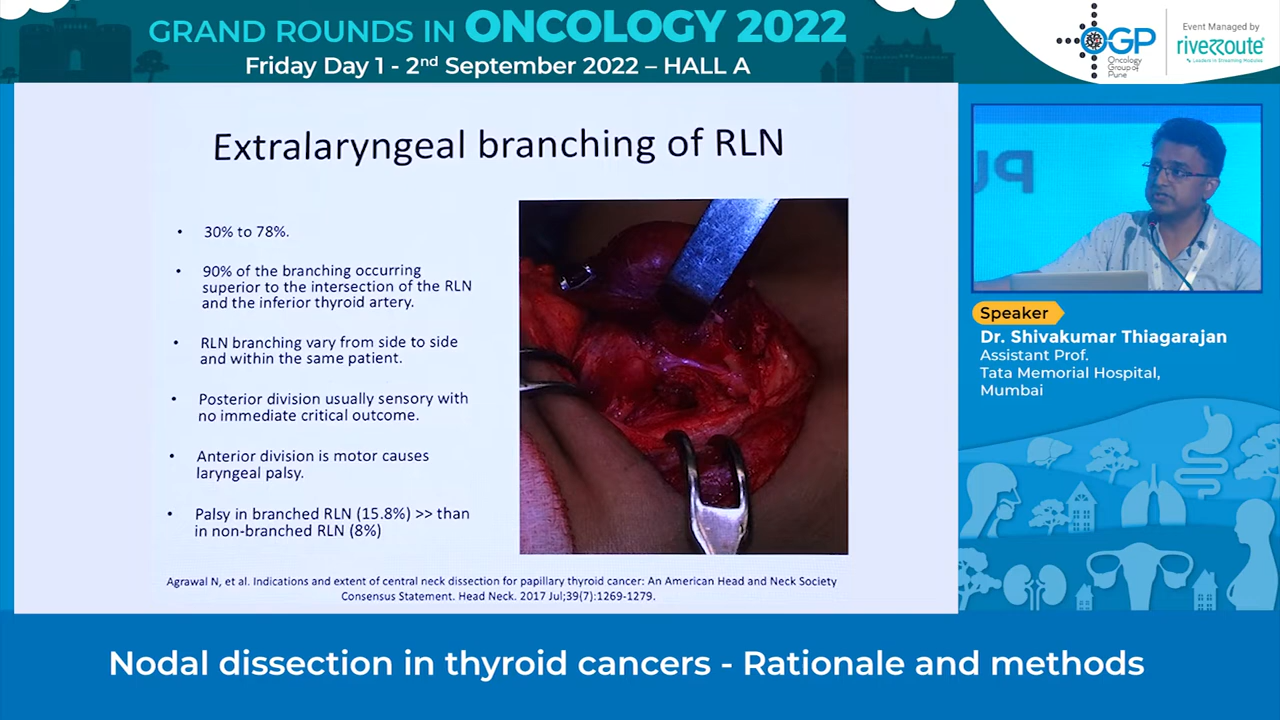 GRAND ROUNDS IN ONCOLOGY 2022
Friday Day 1 - 2nd September 2022 – HALL A
OGP
Oncology
Group of
Pune
Event Managed by
riveRRoute
Leaders in Streaming Modules
Extralaryngeal branching of RLN
• 30% to 78%.
• 90% of the branching occurring
superior to the intersection of the RLN
and the inferior thyroid artery.
• RLN branching vary from side to side
and within the same patient.
• Posterior division usually sensory with
no immediate critical outcome.
• Anterior division is motor causes
laryngeal palsy.
• Palsy in branched RLN (15.8%) >> than
in non-branched RLN (8%)
Agrawal N, et al. Indications and extent of central neck dissection for papillary thyroid cancer: An American Head and Neck Society
Consensus Statement. Head Neck. 2017 Jul;39(7):1269-1279.
Speaker
Dr. Shivakumar Thiagarajan
Assistant Prof.
Tata Memorial Hospital,
Mumbai
Nodal dissection in thyroid cancers - Rationale and methods